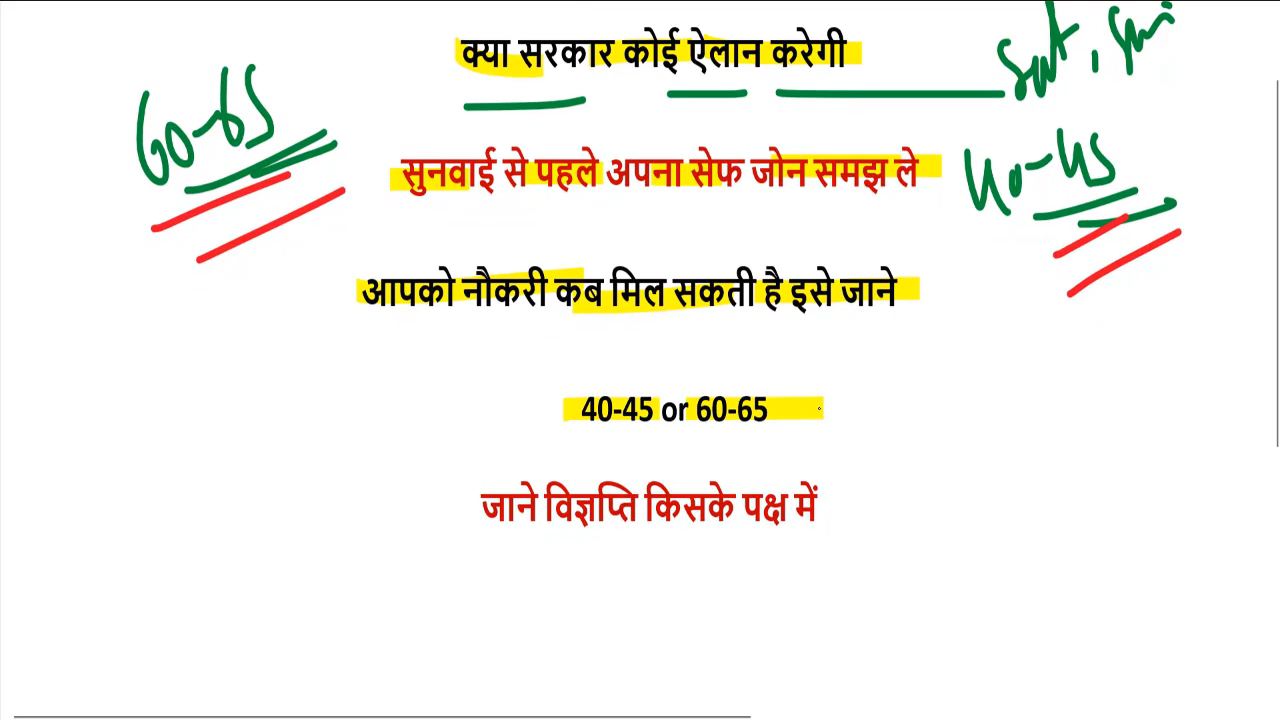 क्या सरकार कोई ऐलान करेगी
Sat,
60-65
सुनवाई से पहले अपना सेफ जोन समझ ले
40-45
आपको नौकरी कब मिल सकती है इसे जाने
40-45 or 60-65
जाने विज्ञप्ति किसके पक्ष में